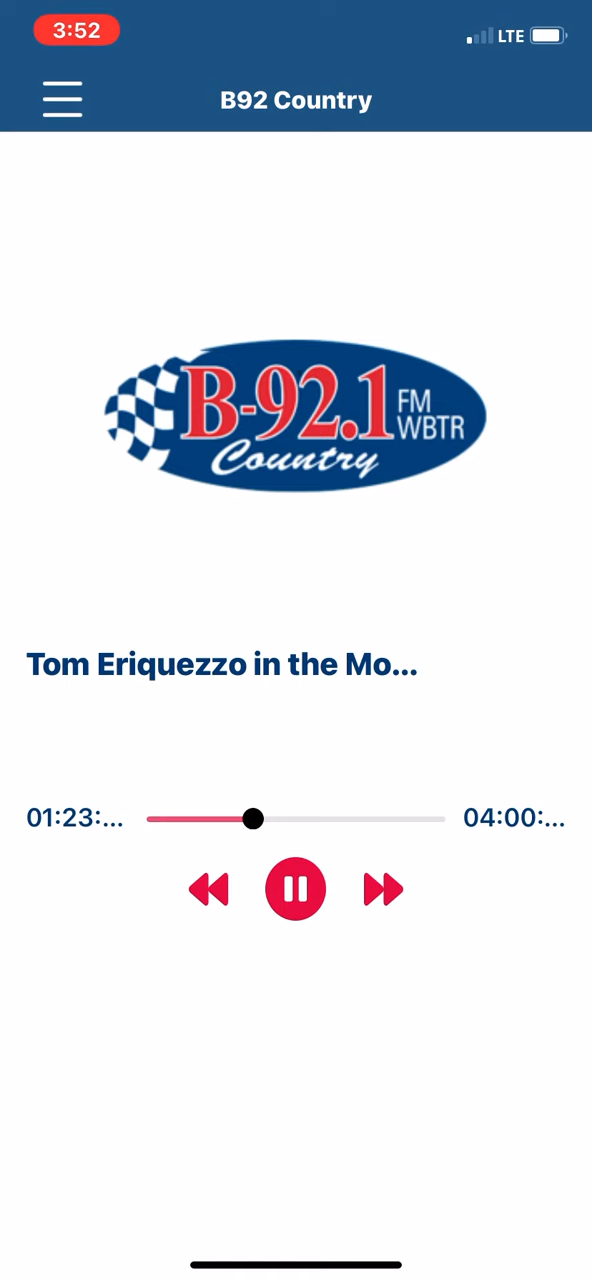 3:52
LTE
B92 Country
B-92.1
FM
WBTR
Country
Tom Eriquezzo in the Mo...
01:23:...
04:00:...